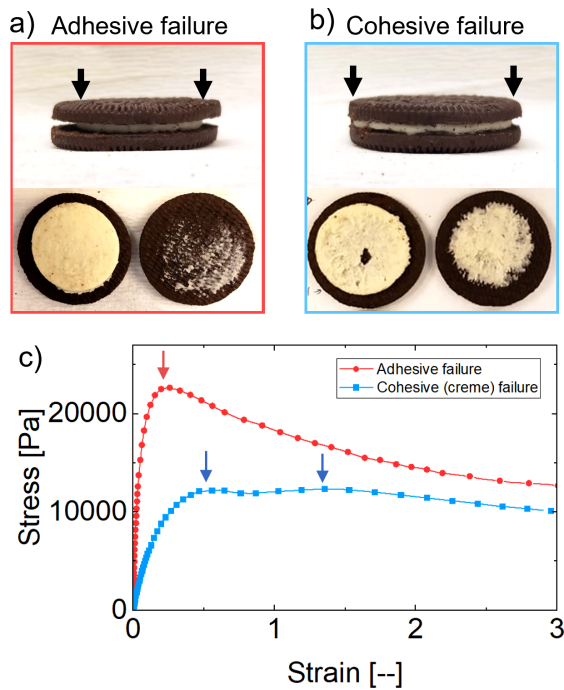 a) Adhesive failure
b) Cohesive failure
c)
Adhesive failure
Cohesive (creme) failure
Stress [Pa]
20000
10000
0
0 1 2 3
Strain [--]